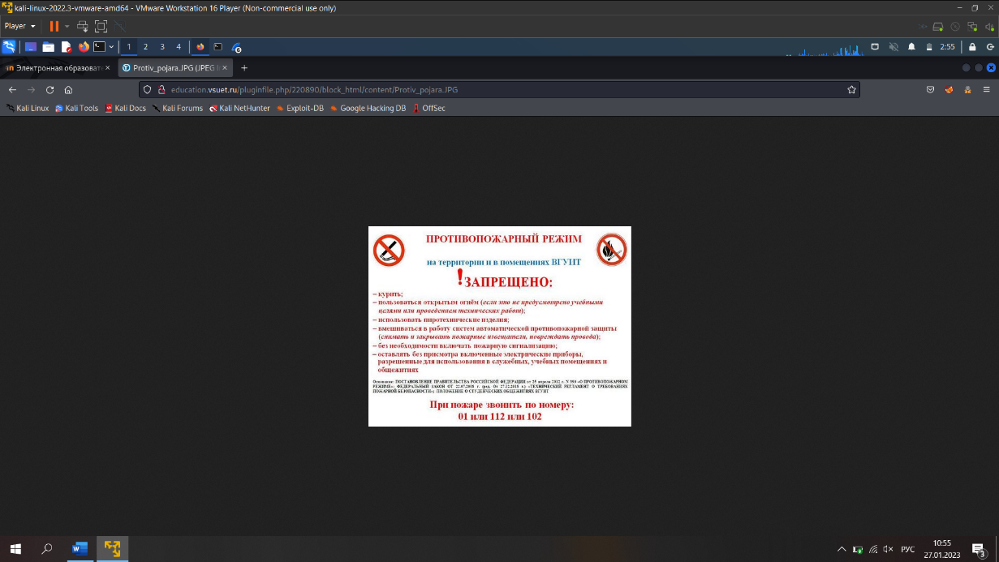 kali-linux-2022.3-vmware-amd64 - VMware Workstation 16 Player (Non-commercial use only)
Player
1 2 3 4 2:55
Электронная образоват Protiv_pojara.JPG (JPEG I
education.vsuet.ru/pluginfile.php/220890/block_html/content/Protiv_pojara.JPG
Kali Linux Kali Tools Kali Docs Kali Forums Kali NetHunter Exploit-DB Google Hacking DB OffSec
ПРОТИВОПОЖАРНЫЙ РЕЖИМ
на территории и в помещениях ВГУИТ
!ЗАПРЕЩЕНО:
– курить;
– пользоваться открытым огнём (если это не предусмотрено учебными
целями или проведением технических работ);
– использовать пиротехнические изделия;
– вмешиваться в работу систем автоматической противопожарной защиты
(снимать и закрывать пожарные извещатели, повреждать провода);
– без необходимости включать пожарную сигнализацию;
– оставлять без присмотра включенные электрические приборы,
разрешенные для использования в служебных, учебных помещениях и
общежитиях
Основание: ПОСТАНОВЛЕНИЕ ПРАВИТЕЛЬСТВА РОССИЙСКОЙ ФЕДЕРАЦИИ от 25 апреля 2012 г. N 390 «О ПРОТИВОПОЖАРНОМ
РЕЖИМЕ»; ФЕДЕРАЛЬНЫЙ ЗАКОН ОТ 22.07.2008 г. (ред. От 27.12.2018 г.) «ТЕХНИЧЕСКИЙ РЕГЛАМЕНТ О ТРЕБОВАНИЯХ
ПОЖАРНОЙ БЕЗОПАСНОСТИ»; ПОЛОЖЕНИЕ О СТУДЕНЧЕСКИХ ОБЩЕЖИТИЯХ ВГУИТ
При пожаре звонить по номеру:
01 или 112 или 102
РУС
10:55
27.01.2023
3